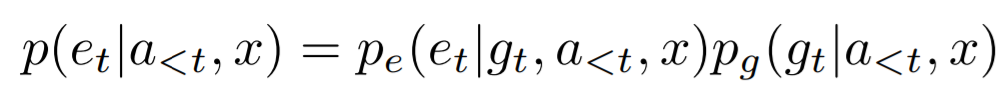 p(e_t|a_{<t}, x) = p_e(e_t|g_t, a_{<t}, x)p_g(g_t|a_{<t}, x)